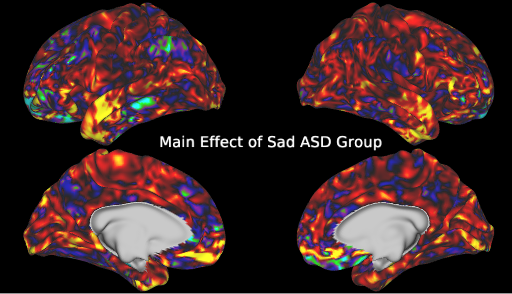 Main Effect of Sad ASD Group